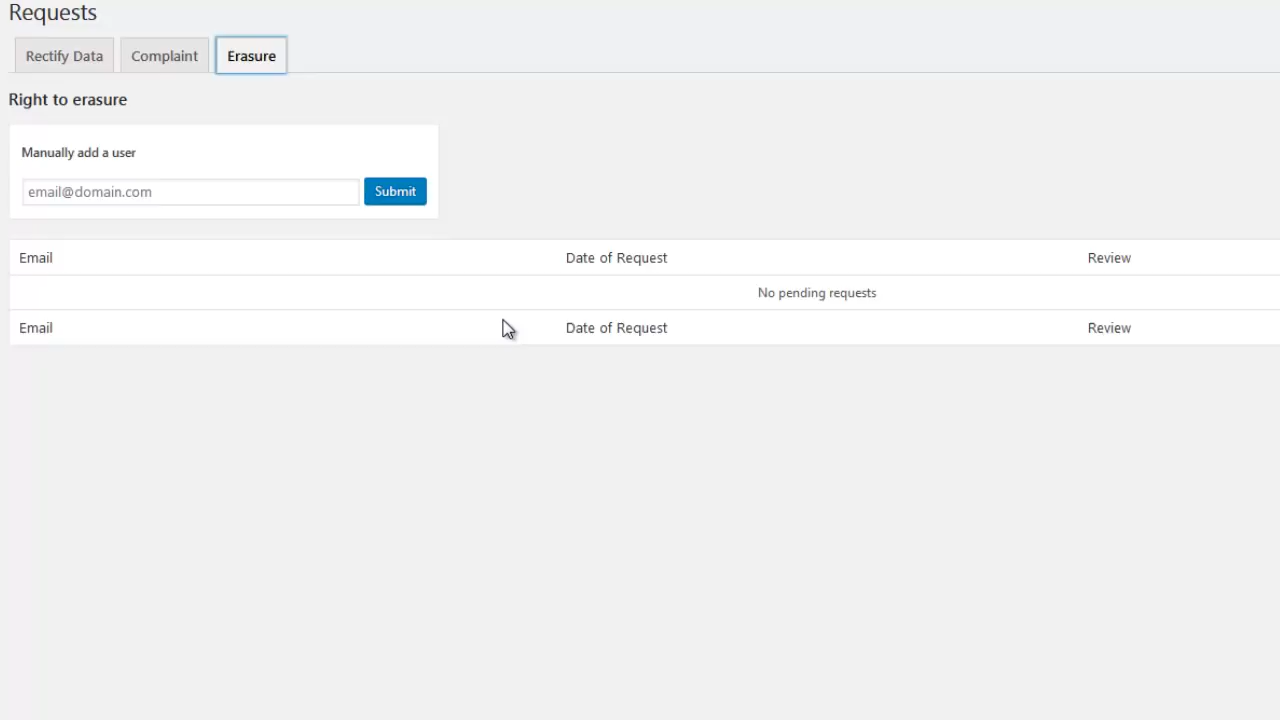 Requests
Rectify Data Complaint Erasure
Right to erasure
Manually add a user
email@domain.com Submit
Email Date of Request Review
No pending requests
Email Date of Request Review